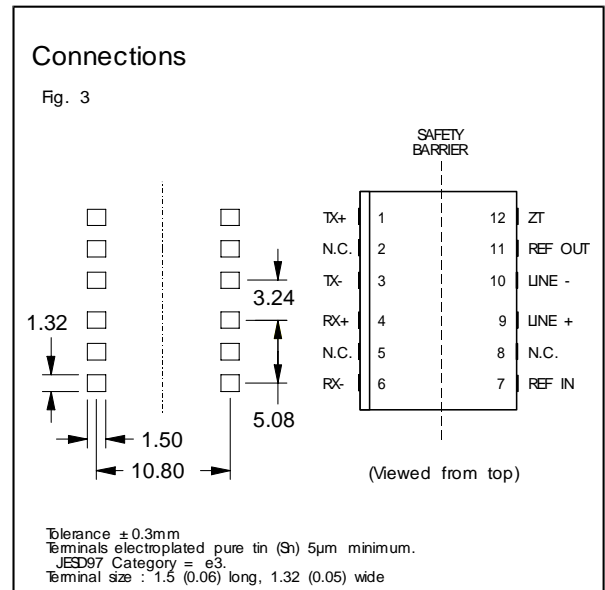 Connections
Fig. 3
SAFETY
BARRIER
TX+ 1 12 ZT
N.C. 2 11 REF OUT
TX- 3 10 LINE -
3.24
1.32 RX+ 4 9 LINE +
N.C. 5 8 N.C.
RX- 6 7 REF IN
5.08
1.50
10.80 (Viewed from top)
Tolerance ± 0.3mm
Terminals electroplated pure tin (Sn) 5µm minimum.
JESD97 Category = e3.
Terminal size : 1.5 (0.06) long, 1.32 (0.05) wide